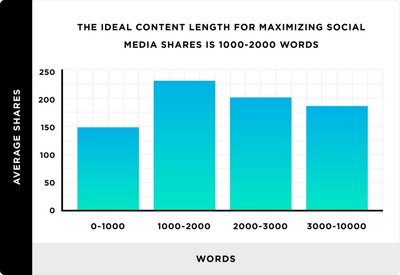 THE IDEAL CONTENT LENGTH FOR MAXIMIZING SOCIAL
MEDIA SHARES IS 1000-2000 WORDS
AVERAGE SHARES
250
200
150
100
50
0
0-1000 1000-2000 2000-3000 3000-10000
WORDS